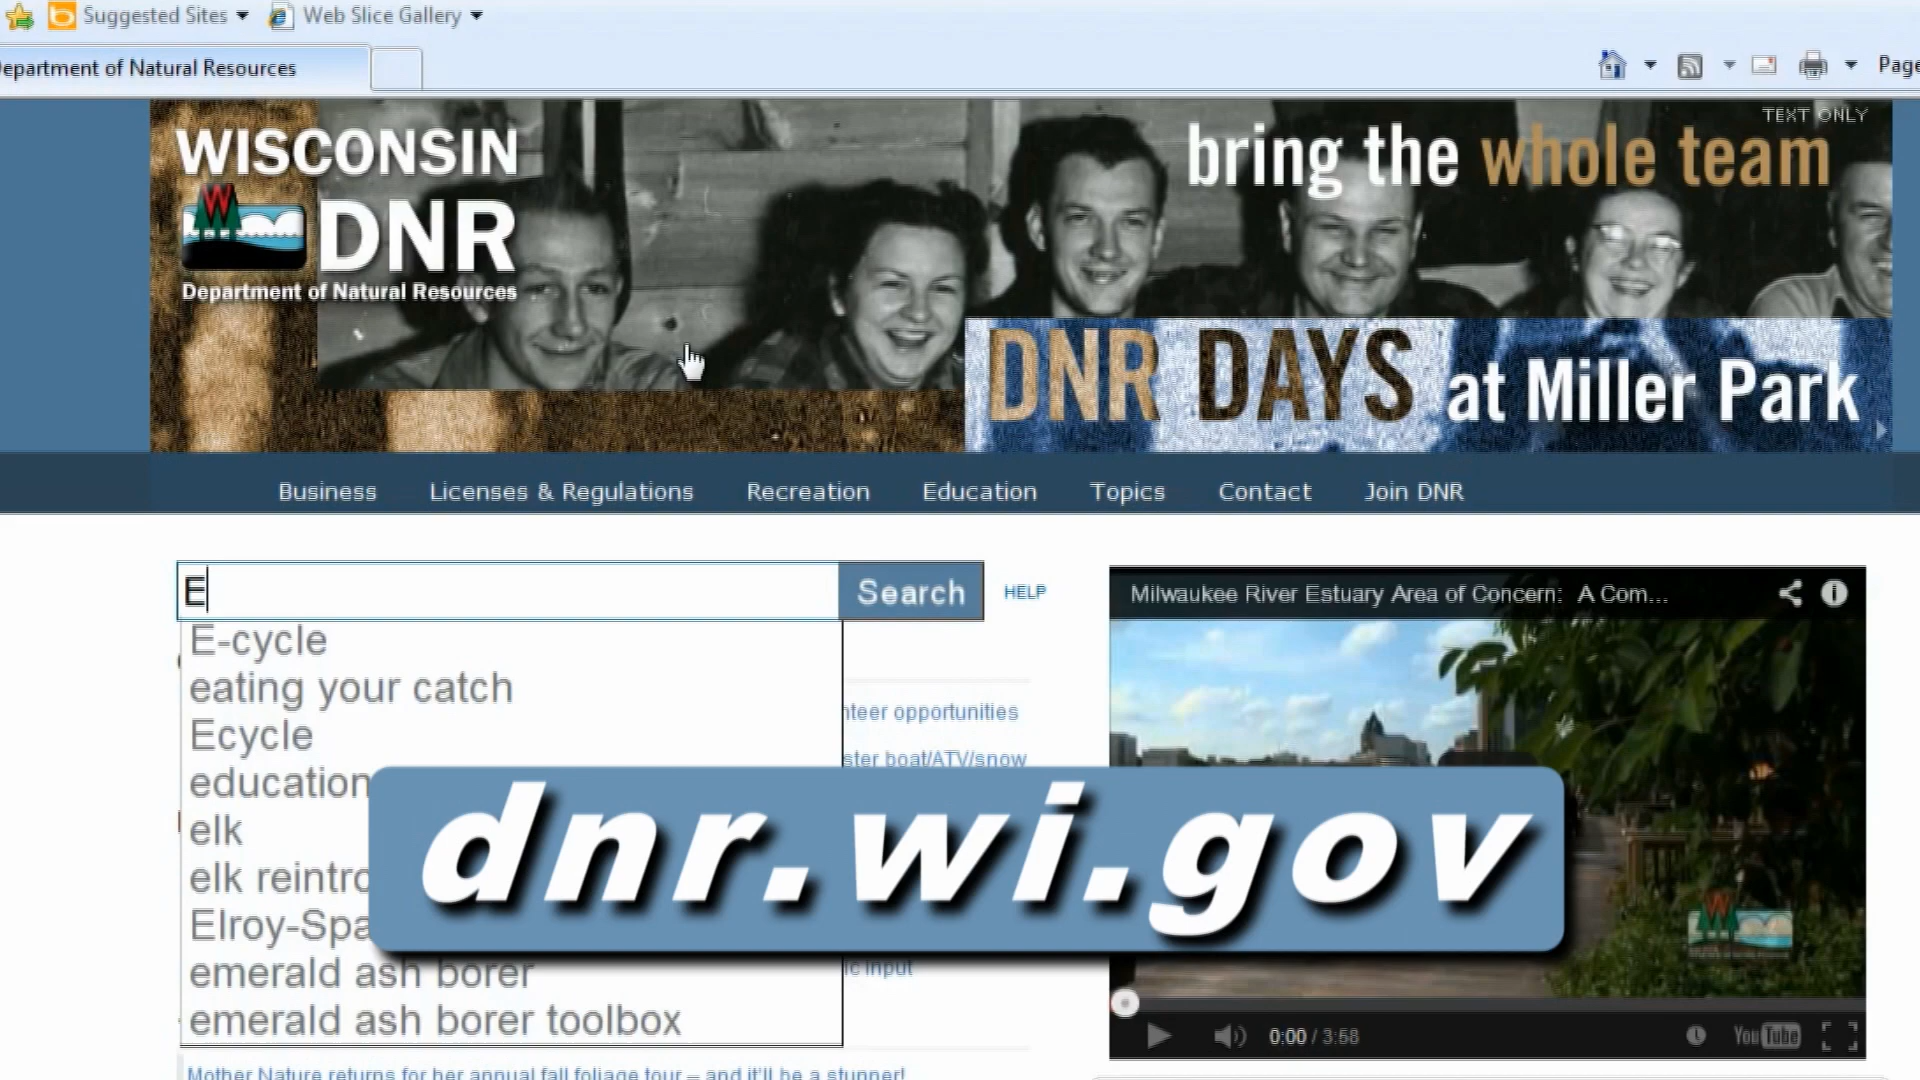 Suggested Sites
Web Slice Gallery
epartment of Natural Resources
Page
TEXT ONLY
WISCONSIN
W
DNR
Department of Natural Resources
bring the whole team
DNR DAYS at Miller Park
Business Licenses & Regulations Recreation Education Topics Contact Join DNR
E
Search
HELP
E-cycle
eating your catch
Ecycle
education
elk
elk reintro
Elroy-Spa
emerald ash borer
emerald ash borer toolbox
nteer opportunities
ster boat/ATV/snow
ic input
dnr.wi.gov
Milwaukee River Estuary Area of Concern: A Com...
W
0:00 / 3:58
YouTube
Mother Nature returns for her annual fall foliage tour – and it'll be a stunner!